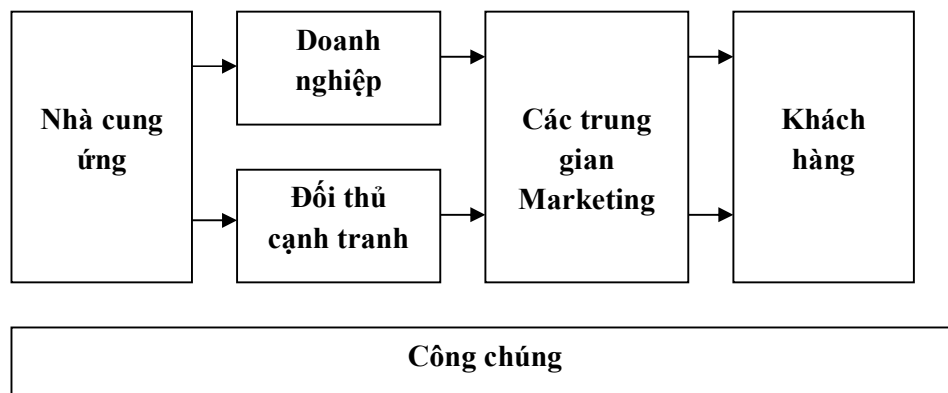 Nhà cung
ứng
Doanh
nghiệp
Đối thủ
cạnh tranh
Các trung
gian
Marketing
Khách
hàng
Công chúng